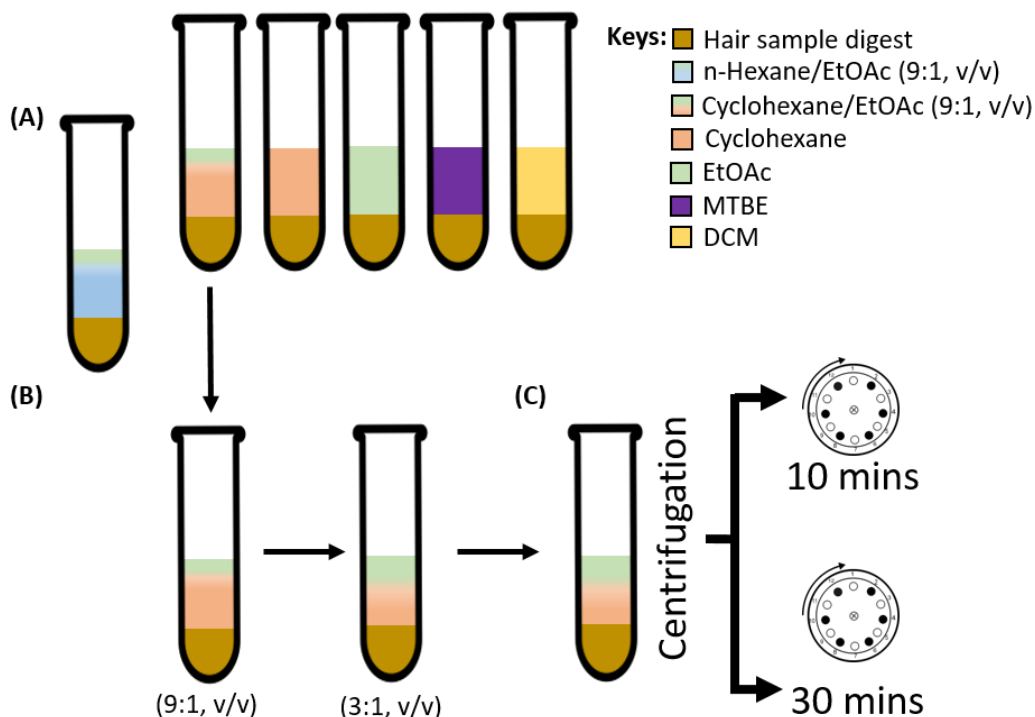 (A)
Keys:
Hair sample digest
n-Hexane/EtOAc (9:1, v/v)
Cyclohexane/EtOAc (9:1, v/v)
Cyclohexane
EtOAc
MTBE
DCM
(B)
(9:1, v/v)
(3:1, v/v)
(C)
Centrifugation
10 mins
30 mins